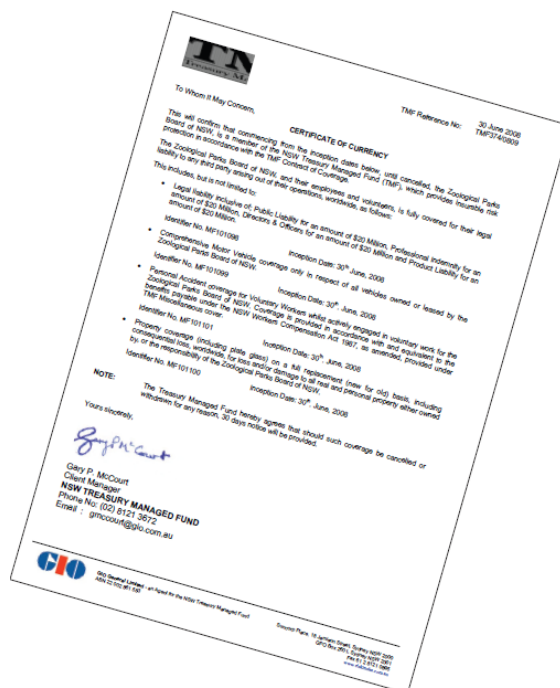 TM
Treasury Ma
To Whom It May Concern,
30 June 2008
TMF Reference No: TMF374/0809
CERTIFICATE OF CURRENCY
This will confirm that commencing from the inception dates below, until cancelled, the Zoological Parks
Board of NSW, is a member of the NSW Treasury Managed Fund (TMF), which provides insurable risk
protection in accordance with the TMF Contract of Coverage.
The Zoological Parks Board of NSW, and their employees and volunteers, is fully covered for their legal
liability to any third party arising out of their operations, worldwide, as follows:
This includes, but is not limited to:
• Legal liability inclusive of: Public Liability for an amount of $20 Million, Professional indemnity for an
amount of $20 Million, Directors & Officers for an amount of $20 Million and Product Liability for an
amount of $20 Million.
Identifier No. MF101098 Inception Date: 30th June, 2008
• Comprehensive Motor Vehicle coverage only in respect of all vehicles owned or leased by the
Zoological Parks Board of NSW.
Identifier No. MF101099 Inception Date: 30th. June, 2008
• Personal Accident coverage for Voluntary Workers whilst actively engaged in voluntary work for the
Zoological Parks Board of NSW. Coverage is provided in accordance with and equivalent to the
benefits payable under the NSW Workers Compensation Act 1987, as amended, provided under
TMF Miscellaneous cover.
Identifier No. MF101101 Inception Date: 30th. June, 2008
• Property coverage (including plate glass) on a full replacement (new for old) basis, including
consequential loss, worldwide, for loss and/or damage to all real and personal property either owned
by, or the responsibility of the Zoological Parks Board of NSW.
Identifier No. MF101100 Inception Date: 30th. June, 2008
NOTE: The Treasury Managed Fund hereby agrees that should such coverage be cancelled or
withdrawn for any reason, 30 days notice will be provided.
Yours sincerely,
Gary P McCourt
Gary P. McCourt
Client Manager
NSW TREASURY MANAGED FUND
Phone No: (02) 8121 3672
Email : gmccourt@gio.com.au
GIO
GIO General Limited - an Agent for the NSW Treasury Managed Fund